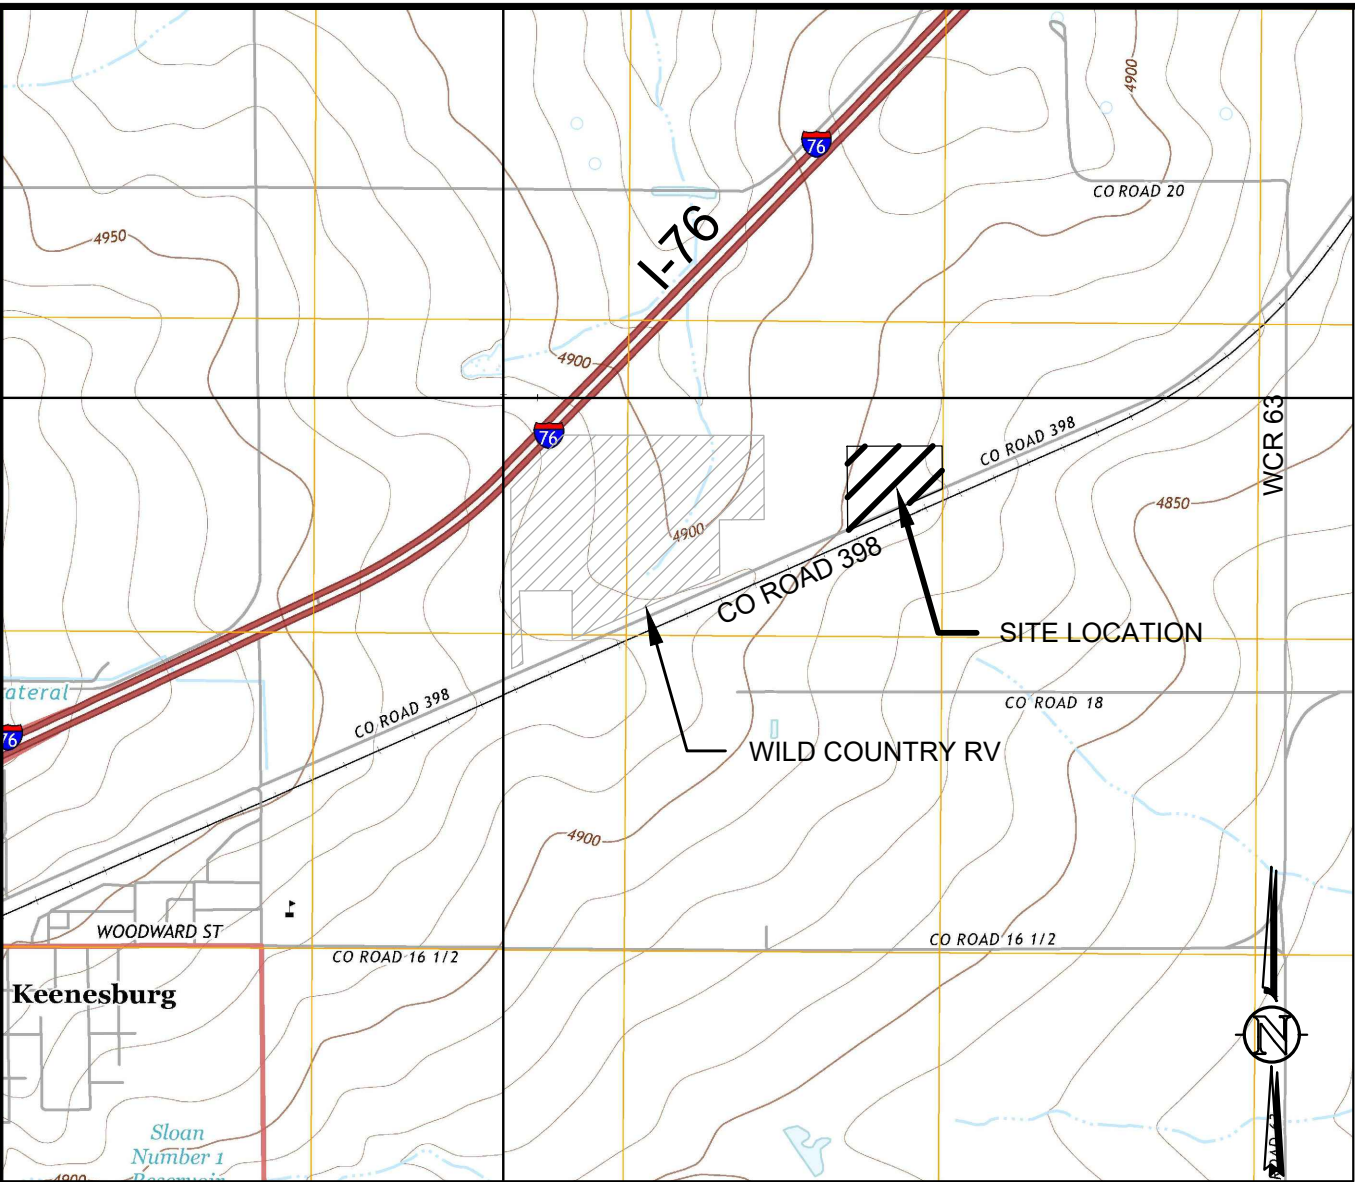 4900
76
CO ROAD 20
I-76
4950
4900
76
WCR 63
CO ROAD 398
4850
4900
CO ROAD 398
SITE LOCATION
CO ROAD 398
CO ROAD 18
76
WILD COUNTRY RV
4900
WOODWARD ST
CO ROAD 16 1/2
CO ROAD 16 1/2
Keenesburg
N
Sloan
Number 1
Reservoir
4900